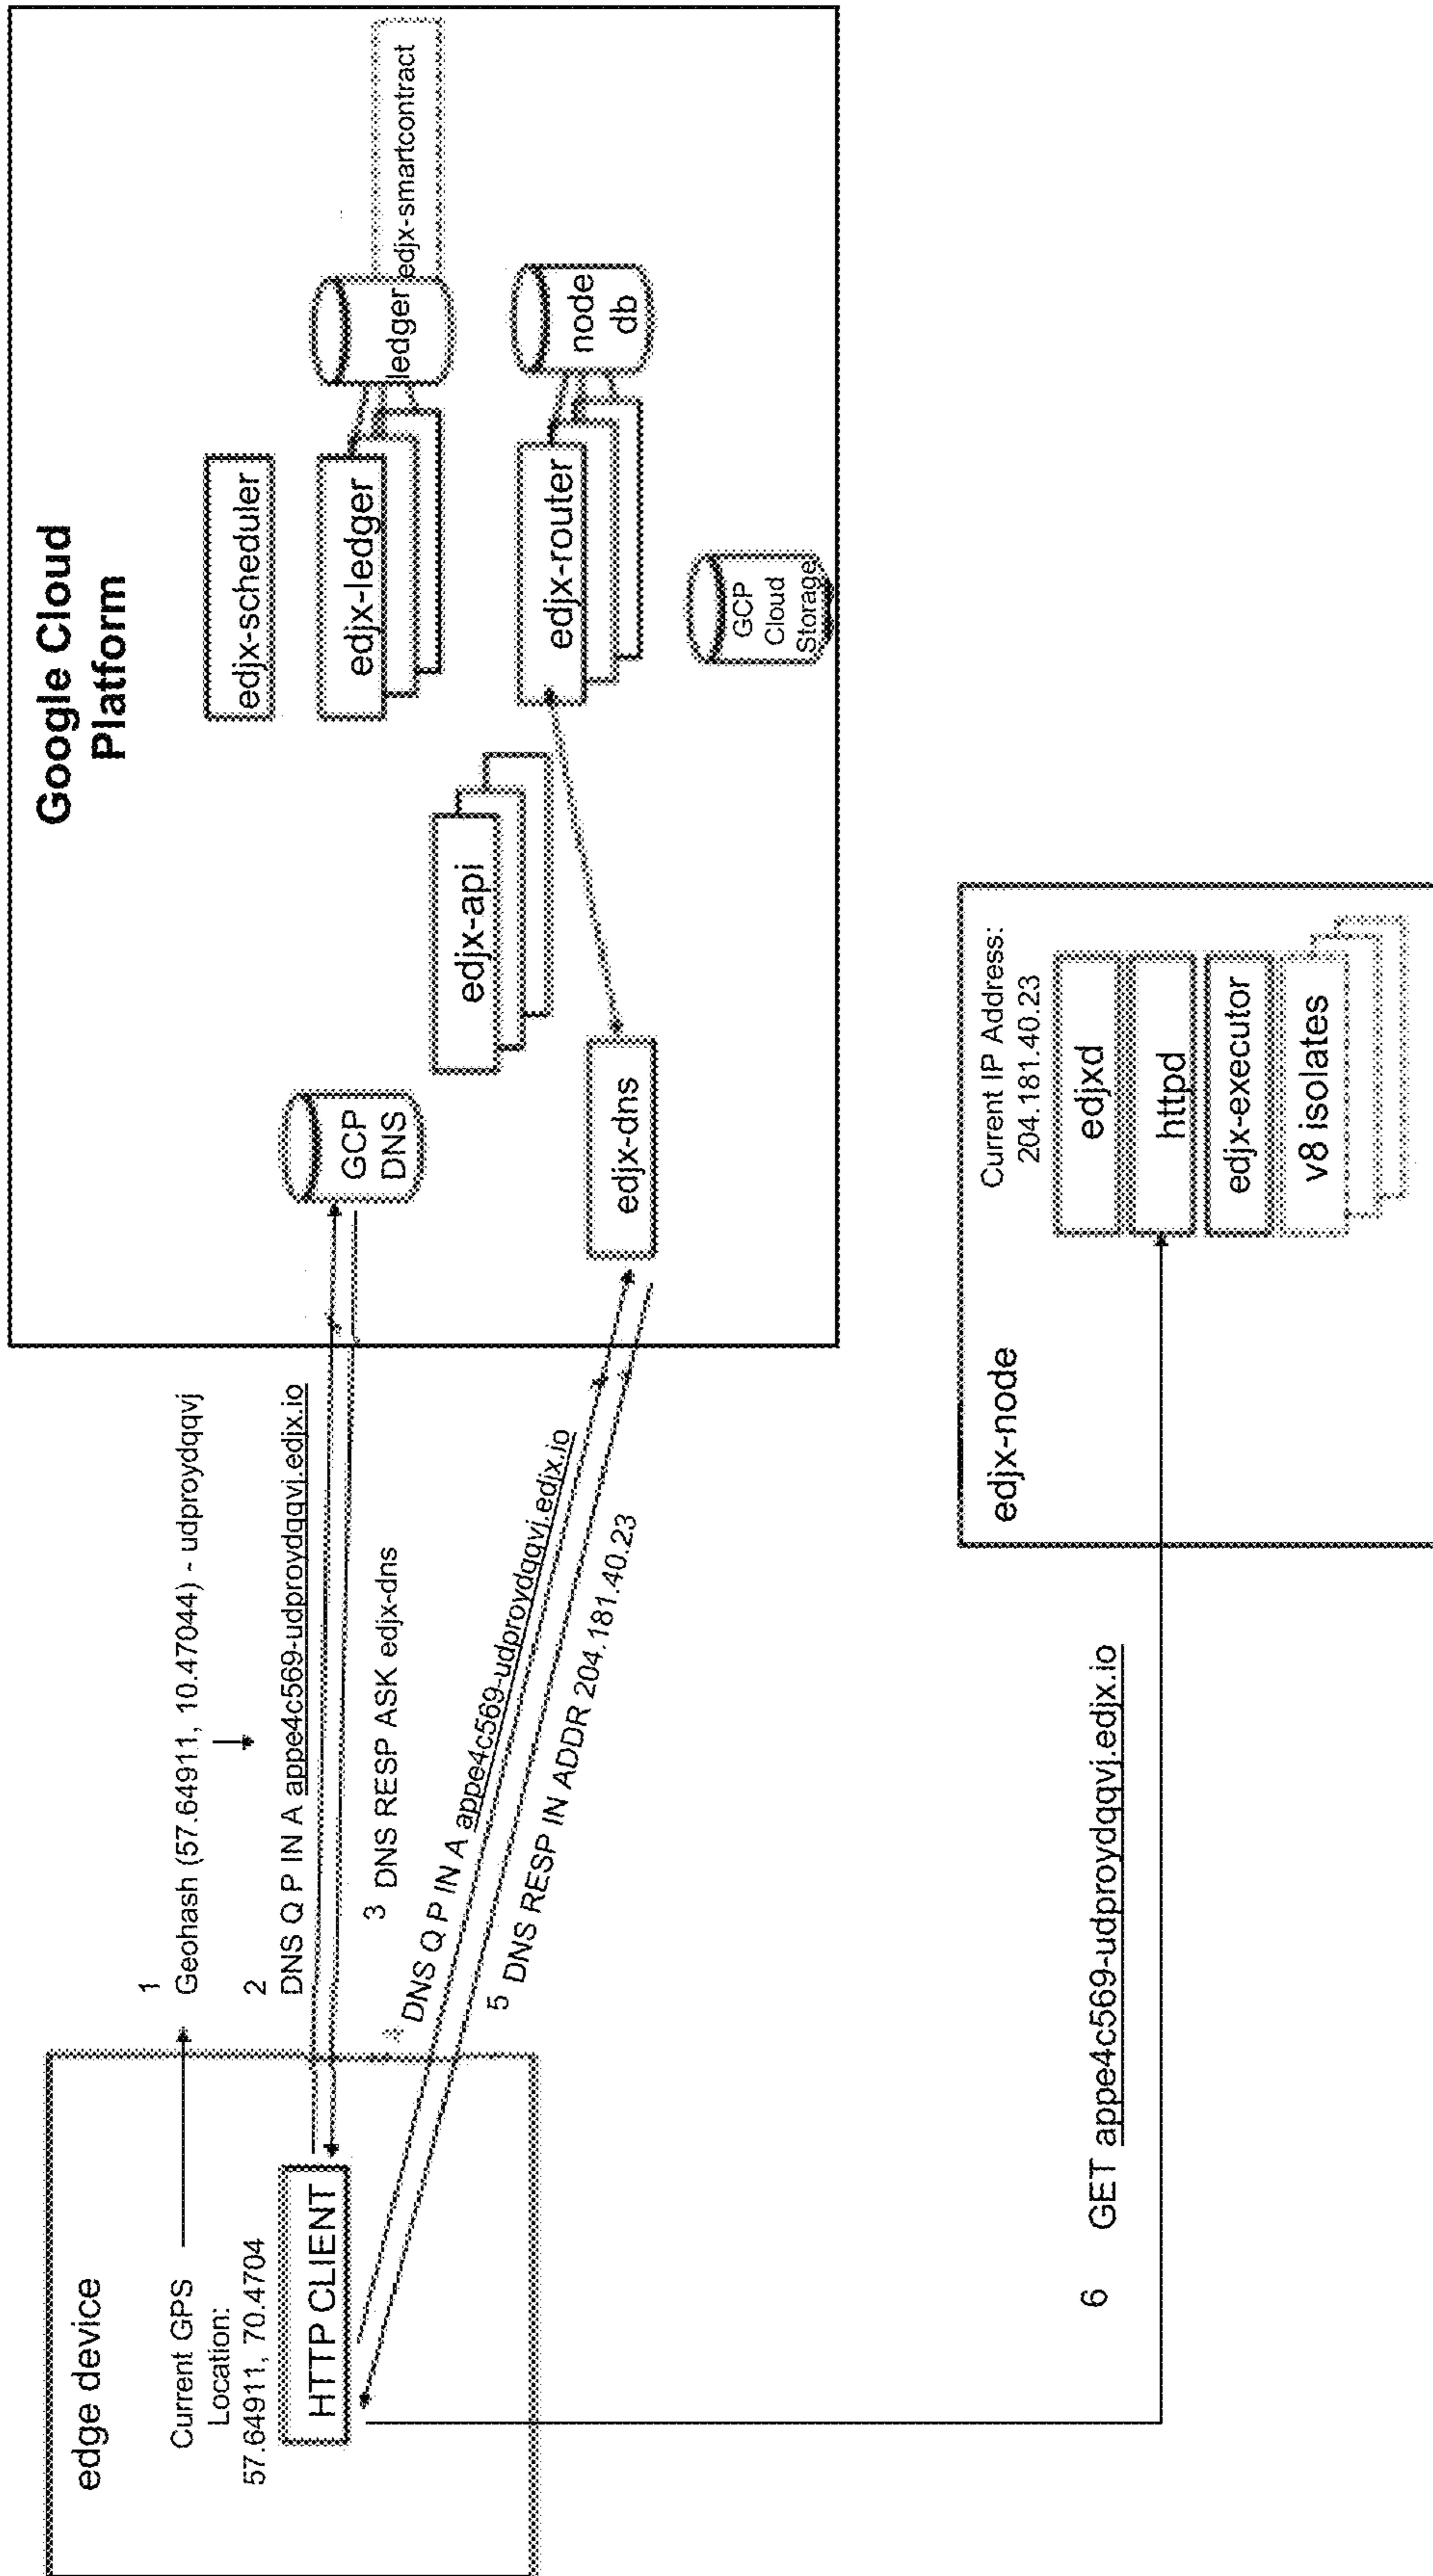 edge device
Current GPS
Location:
57.64911, 70.4704
HTTP CLIENT
1
Geohash (57.64911, 10.47044) - udproydqqvj
2
DNS Q P IN A appe4c569-udproydqqvj.edjx.io
3 DNS RESP ASK edjx-dns
4 DNS Q P IN A appe4c569-udproydqqvj.edjx.io
5 DNS RESP IN ADDR 204.181.40.23
6 GET appe4c569-udproydqqvj.edjx.io
Google Cloud
Platform
GCP
DNS
edjx-dns
edjx-api
edjx-scheduler
edjx-ledger
ledger
edjx-smartcontract
edjx-router
node
db
GCP
Cloud
Storage
edjx-node
Current IP Address:
204.181.40.23
edjxd
httpd
edjx-executor
v8 isolates